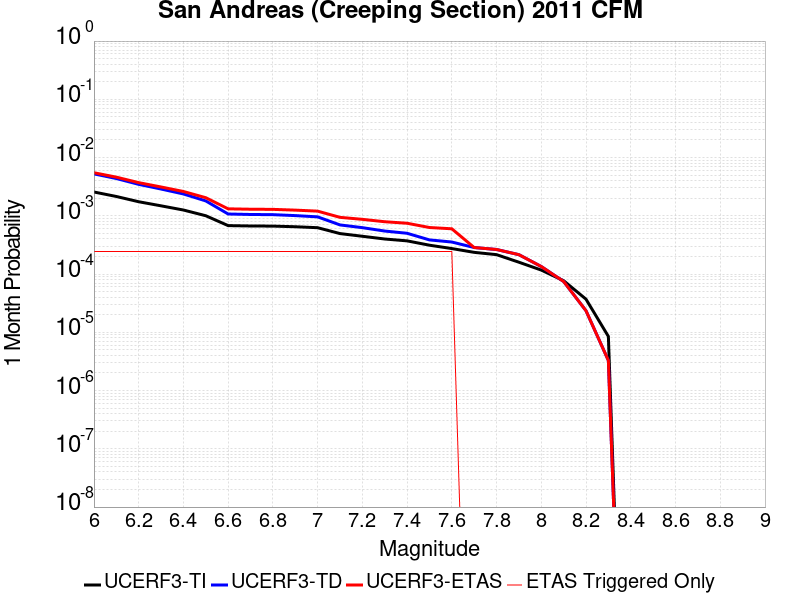 San Andreas (Creeping Section) 2011 CFM
10^0
10^-1
10^-2
10^-3
10^-4
10^-5
10^-6
10^-7
10^-8
1 Month Probability
6 6.2 6.4 6.6 6.8 7 7.2 7.4 7.6 7.8 8 8.2 8.4 8.6 8.8 9
Magnitude
UCERF3-TI UCERF3-TD UCERF3-ETAS ETAS Triggered Only